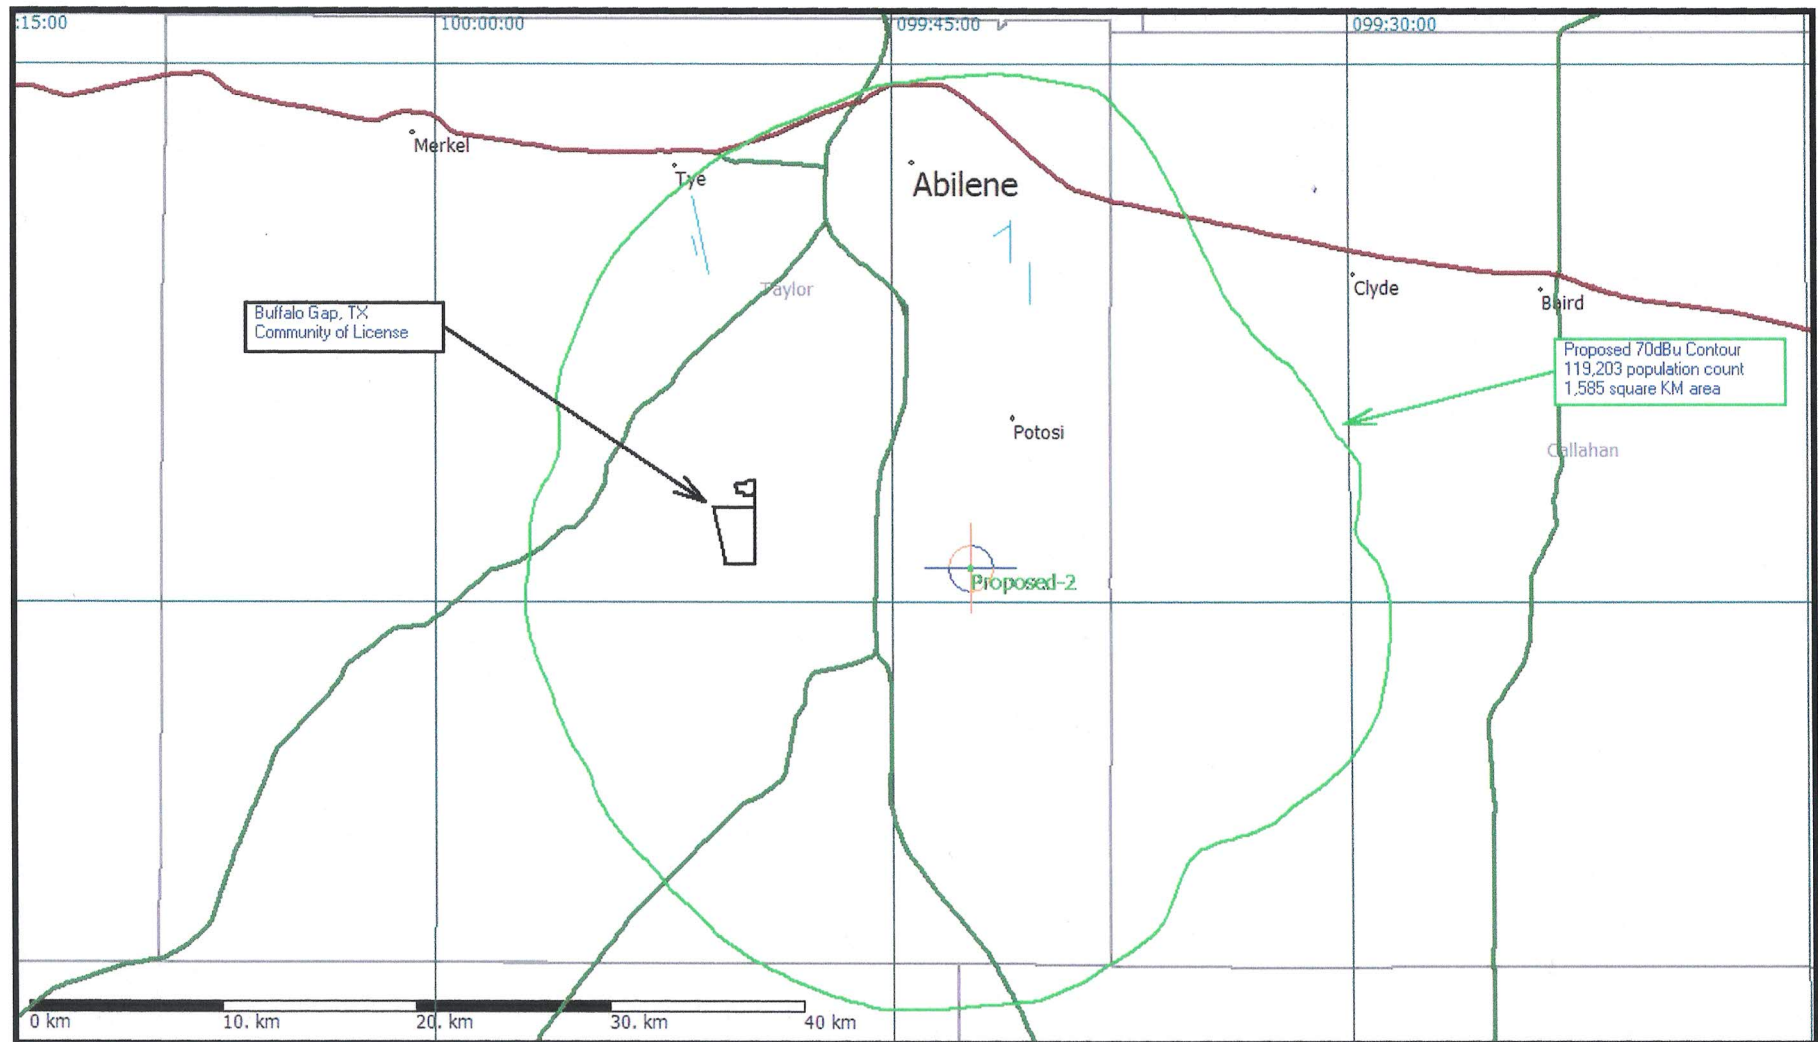 :15:00
100:00:00
099:45:00
099:30:00
Merkel
Tye
Abilene
Taylor
Clyde
Baird
Buffalo Gap, TX
Community of License
Proposed 70dBu Contour
119,203 population count
1,585 square KM area
Potosi
Callahan
Proposed-2
0 km
10. km
20. km
30. km
40 km